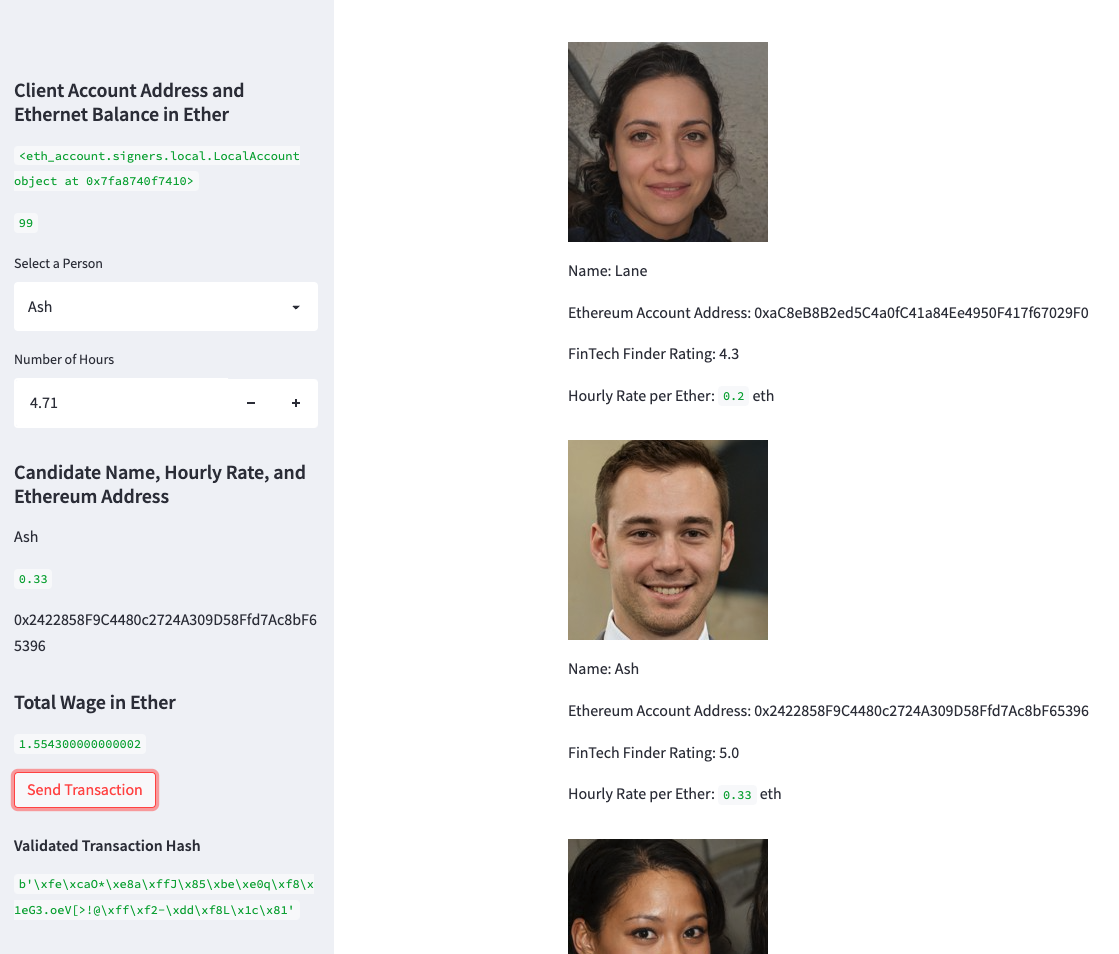 Client Account Address and
Ethernet Balance in Ether
<eth_account.signers.local.LocalAccount
object at 0x7fa8740f7410>
99
Select a Person
Ash
Number of Hours
4.71
Candidate Name, Hourly Rate, and
Ethereum Address
Ash
0.33
0x2422858F9C4480c2724A309D58Ffd7Ac8bF6
5396
Total Wage in Ether
1.554300000000002
Send Transaction
Validated Transaction Hash
b'\xfe\xcaO*\xe8a\xffJ\x85\xbe\xe0q\xf8\x
1eG3.oeV[>!@\xff\xf2-\xdd\xf8L\x1c\x81'
Name: Lane
Ethereum Account Address: 0xaC8eB8B2ed5C4a0fC41a84Ee4950F417f67029F0
FinTech Finder Rating: 4.3
Hourly Rate per Ether: 0.2 eth
Name: Ash
Ethereum Account Address: 0x2422858F9C4480c2724A309D58Ffd7Ac8bF65396
FinTech Finder Rating: 5.0
Hourly Rate per Ether: 0.33 eth